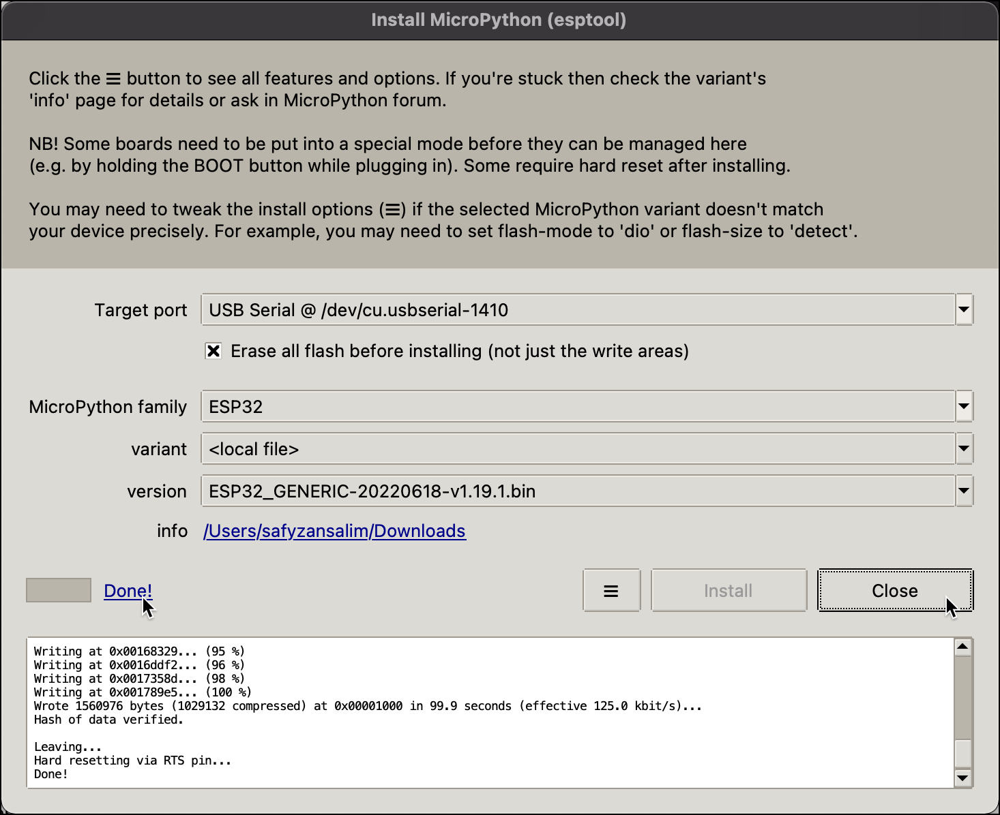 Install MicroPython (esptool)
Click the ≡ button to see all features and options. If you're stuck then check the variant's
'info' page for details or ask in MicroPython forum.
NB! Some boards need to be put into a special mode before they can be managed here
(e.g. by holding the BOOT button while plugging in). Some require hard reset after installing.
You may need to tweak the install options (≡) if the selected MicroPython variant doesn't match
your device precisely. For example, you may need to set flash-mode to 'dio' or flash-size to 'detect'.
Target port USB Serial @ /dev/cu.usbserial-1410
Erase all flash before installing (not just the write areas)
MicroPython family ESP32
variant <local file>
version ESP32_GENERIC-20220618-v1.19.1.bin
info /Users/safyzansalim/Downloads
Done! ≡ Install Close
Writing at 0x00168329... (95 %)
Writing at 0x0016ddf2... (96 %)
Writing at 0x0017358d... (98 %)
Writing at 0x001789e5... (100 %)
Wrote 1560976 bytes (1029132 compressed) at 0x00001000 in 99.9 seconds (effective 125.0 kbit/s)...
Hash of data verified.
Leaving...
Hard resetting via RTS pin...
Done!